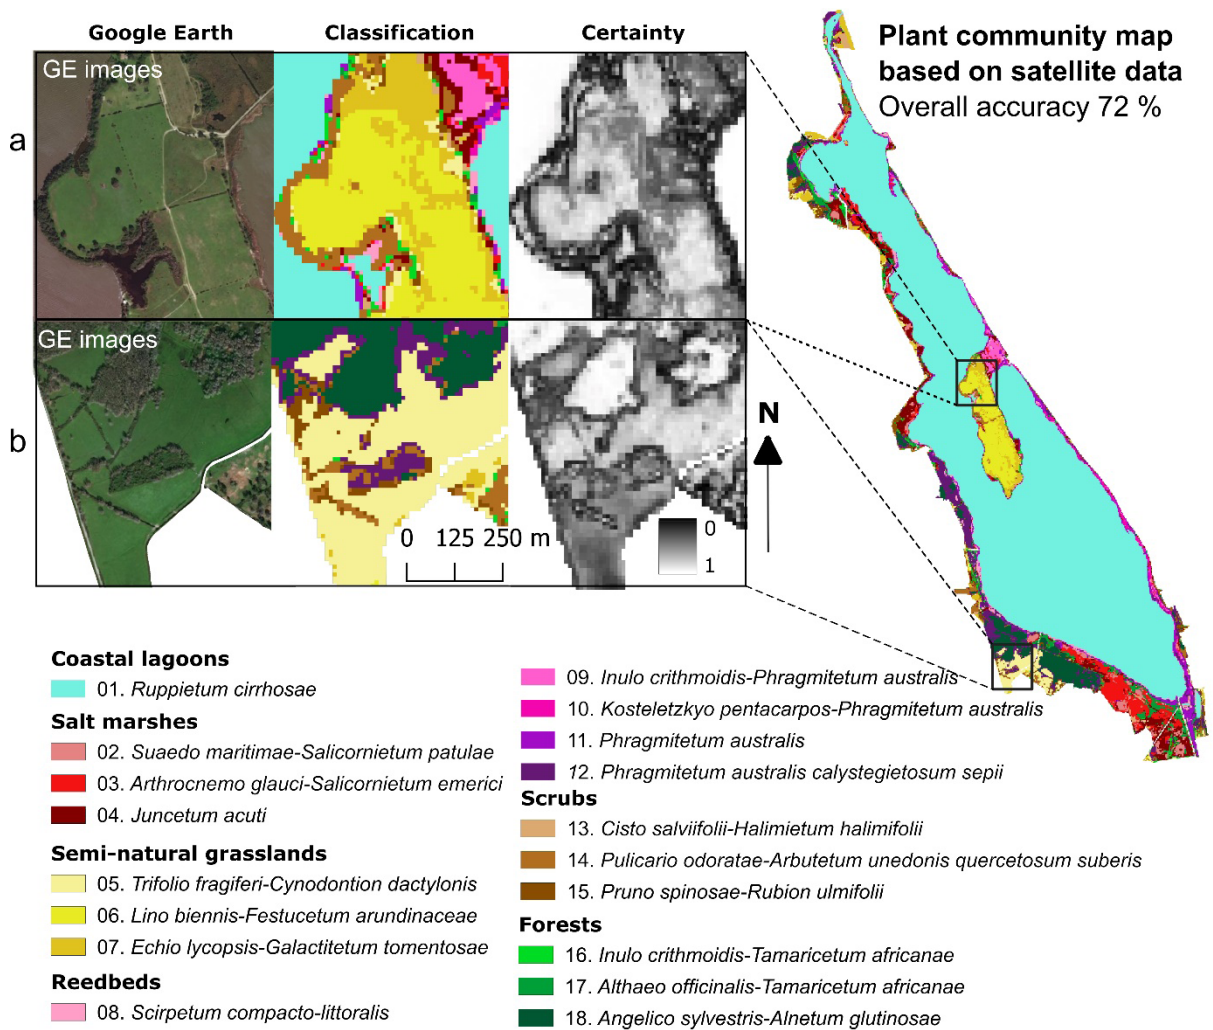 Google Earth
Classification
Certainty
Plant community map
based on satellite data
Overall accuracy 72 %
GE images
a
GE images
b
N
0 125 250 m
0
1
Coastal lagoons
01. Ruppietum cirrhosae
Salt marshes
02. Suaedo maritimae-Salicornietum patulae
03. Arthrocnemo glauci-Salicornietum emerici
04. Juncetum acuti
Semi-natural grasslands
05. Trifolio fragiferi-Cynodontion dactylonis
06. Lino biennis-Festucetum arundinaceae
07. Echio lycopsis-Galactitetum tomentosae
Reedbeds
08. Scirpetum compacto-littoralis
09. Inulo crithmoidis-Phragmitetum australis
10. Kosteletzkyo pentacarpos-Phragmitetum australis
11. Phragmitetum australis
12. Phragmitetum australis calystegietosum sepii
Scrubs
13. Cisto salviifolii-Halimietum halimifolii
14. Pulicario odoratae-Arbutetum unedonis quercetosum suberis
15. Pruno spinosae-Rubion ulmifolii
Forests
16. Inulo crithmoidis-Tamaricetum africanae
17. Althaeo officinalis-Tamaricetum africanae
18. Angelico sylvestris-Alnetum glutinosae